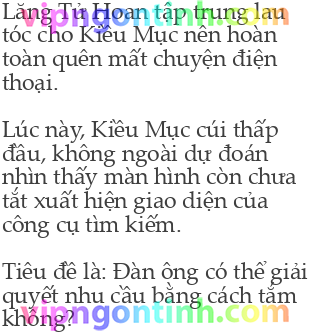 Lăng Tử Hoan tập trung lau
tóc cho Kiều Mục nên hoàn
toàn quên mất chuyện điện
thoại.
Lúc này, Kiều Mục cúi thấp
đầu, không ngoài dự đoán
nhìn thấy màn hình còn chưa
tắt xuất hiện giao diện của
công cụ tìm kiếm.
Tiêu đề là: Đàn ông có thể giải
quyết nhu cầu bằng cách tắm
không?
vipngontinh.com
vipngontinh.com